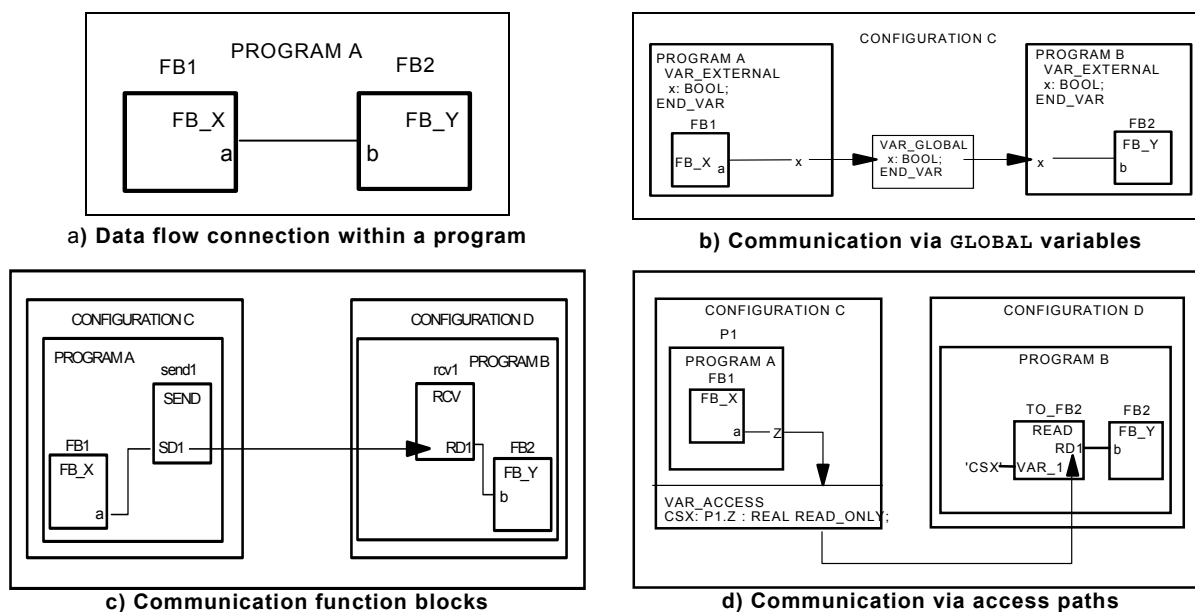 PROGRAM A
FB1
FB2
FB_X
a
FB_Y
b
a) Data flow connection within a program
CONFIGURATION C
PROGRAM A
VAR_EXTERNAL
x: BOOL;
END_VAR
FB1
FB_X
a
x
VAR_GLOBAL
x: BOOL;
END_VAR
PROGRAM B
VAR_EXTERNAL
x: BOOL;
END_VAR
FB2
x
FB_Y
b
b) Communication via GLOBAL variables
CONFIGURATION C
PROGRAM A
send1
SEND
SD1
FB1
FB_X
a
CONFIGURATION D
PROGRAM B
rcv1
RCV
RD1
FB2
FB_Y
b
c) Communication function blocks
CONFIGURATION C
P1
PROGRAM A
FB1
FB_X
a
Z
VAR_ACCESS
CSX: P1.Z : REAL READ_ONLY;
CONFIGURATION D
PROGRAM B
TO_FB2
READ
RD1
'CSX'
VAR_1
FB2
FB_Y
b
d) Communication via access paths